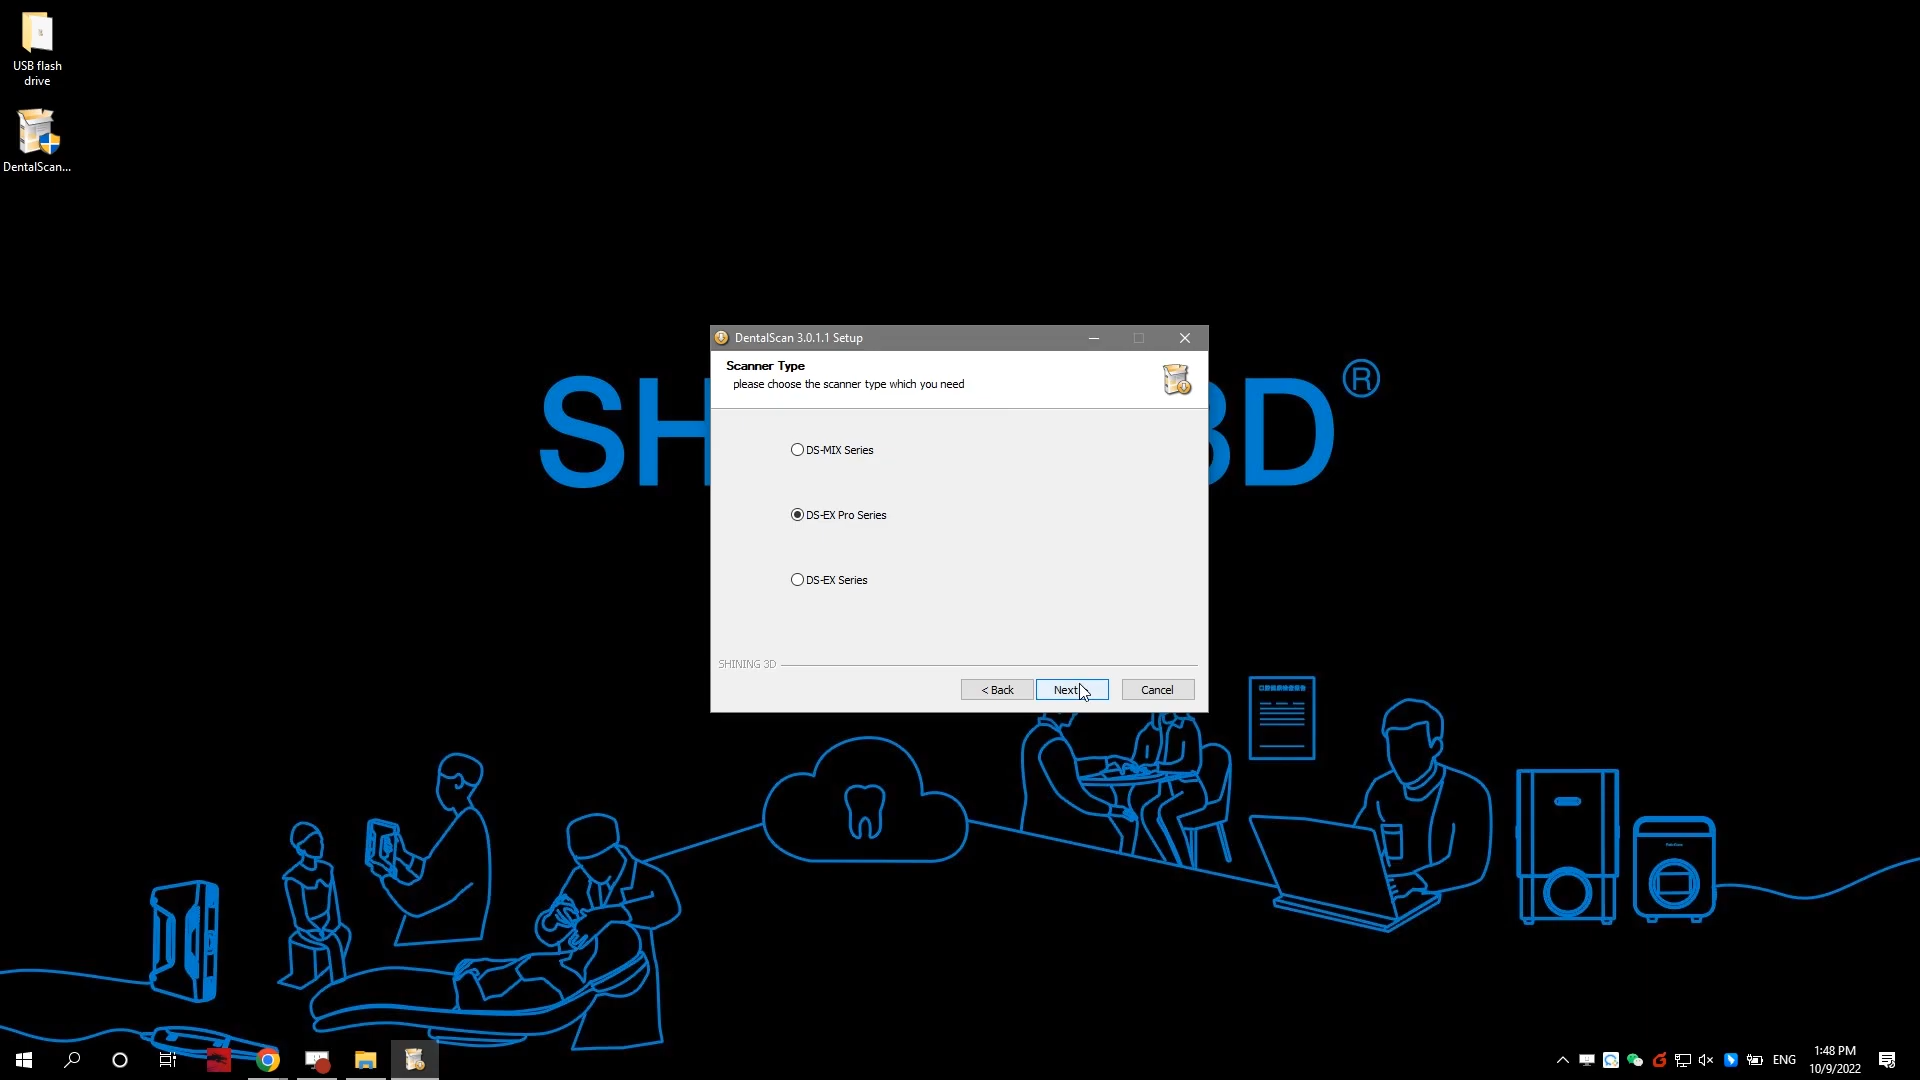 USB flash
drive
DentalScan...
SH
3D
®
DentalScan 3.0.1.1 Setup
Scanner Type
please choose the scanner type which you need
DS-MIX Series
DS-EX Pro Series
DS-EX Series
SHINING 3D
< Back
Next
Cancel
ENG
1:48 PM
10/9/2022